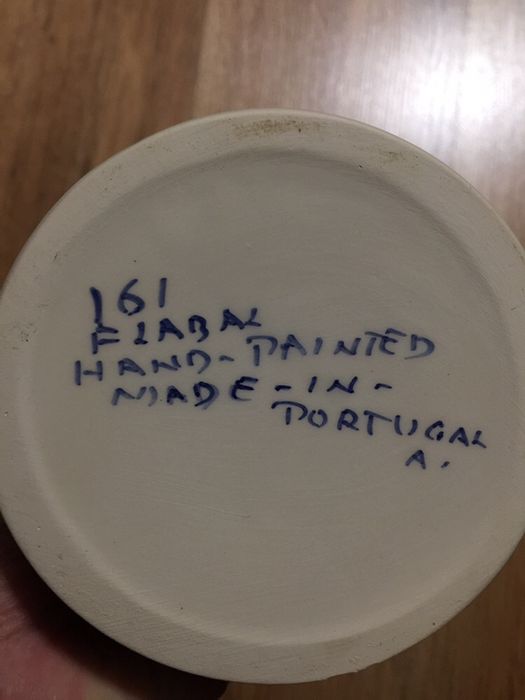 161
FLABAL
HAND-PAINTED
MADE-IN-
PORTUGAL
A.